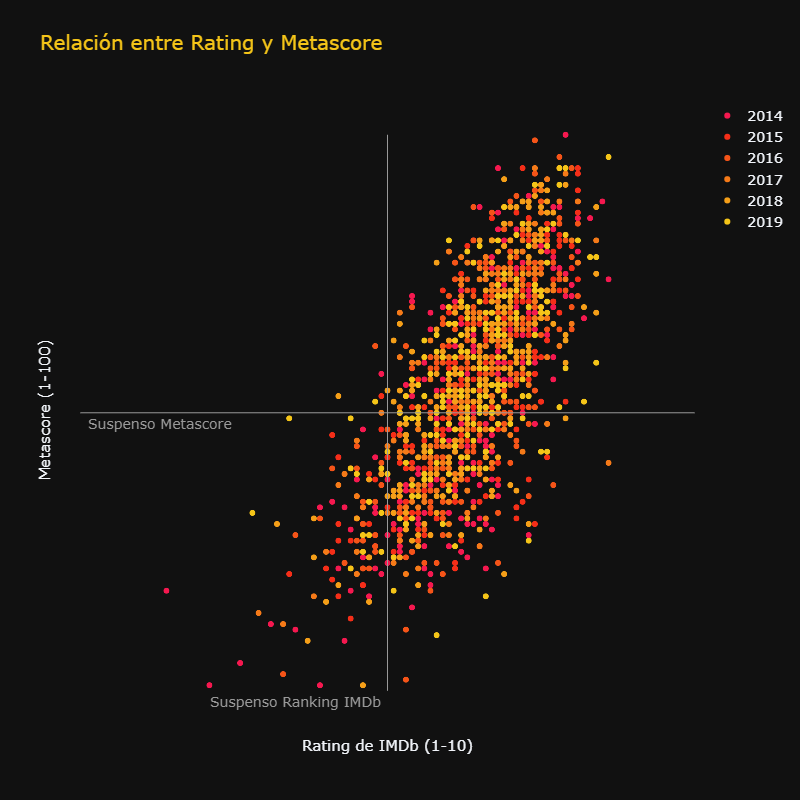 Relación entre Rating y Metascore
2014
2015
2016
2017
2018
2019
Metascore (1-100)
Suspenso Metascore
Suspenso Ranking IMDb
Rating de IMDb (1-10)